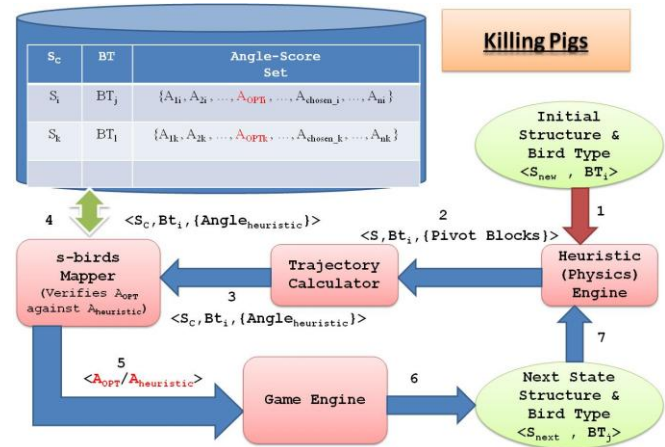 Killing Pigs
S_C BT Angle-Score Set
S_i BT_j {A_1i, A_2i, ..., A_OPTi, ..., A_chosen_i, ..., A_ni}
S_k BT_l {A_1k, A_2k, ..., A_OPTk, ..., A_chosen_k, ..., A_nk}
Initial
Structure &
Bird Type
<S_new , BT_i>
1
4
<S_C,Bt_i,{Angle_heuristic}>
2
<S,Bt_i,{Pivot Blocks}>
s-birds
Mapper
(Verifies A_OPT
against A_heuristic)
Trajectory
Calculator
Heuristic
(Physics)
Engine
3
<S_C,Bt_i,{Angle_heuristic}>
7
5
<A_OPT/A_heuristic>
Game Engine
6
Next State
Structure &
Bird Type
<S_next , BT_j>